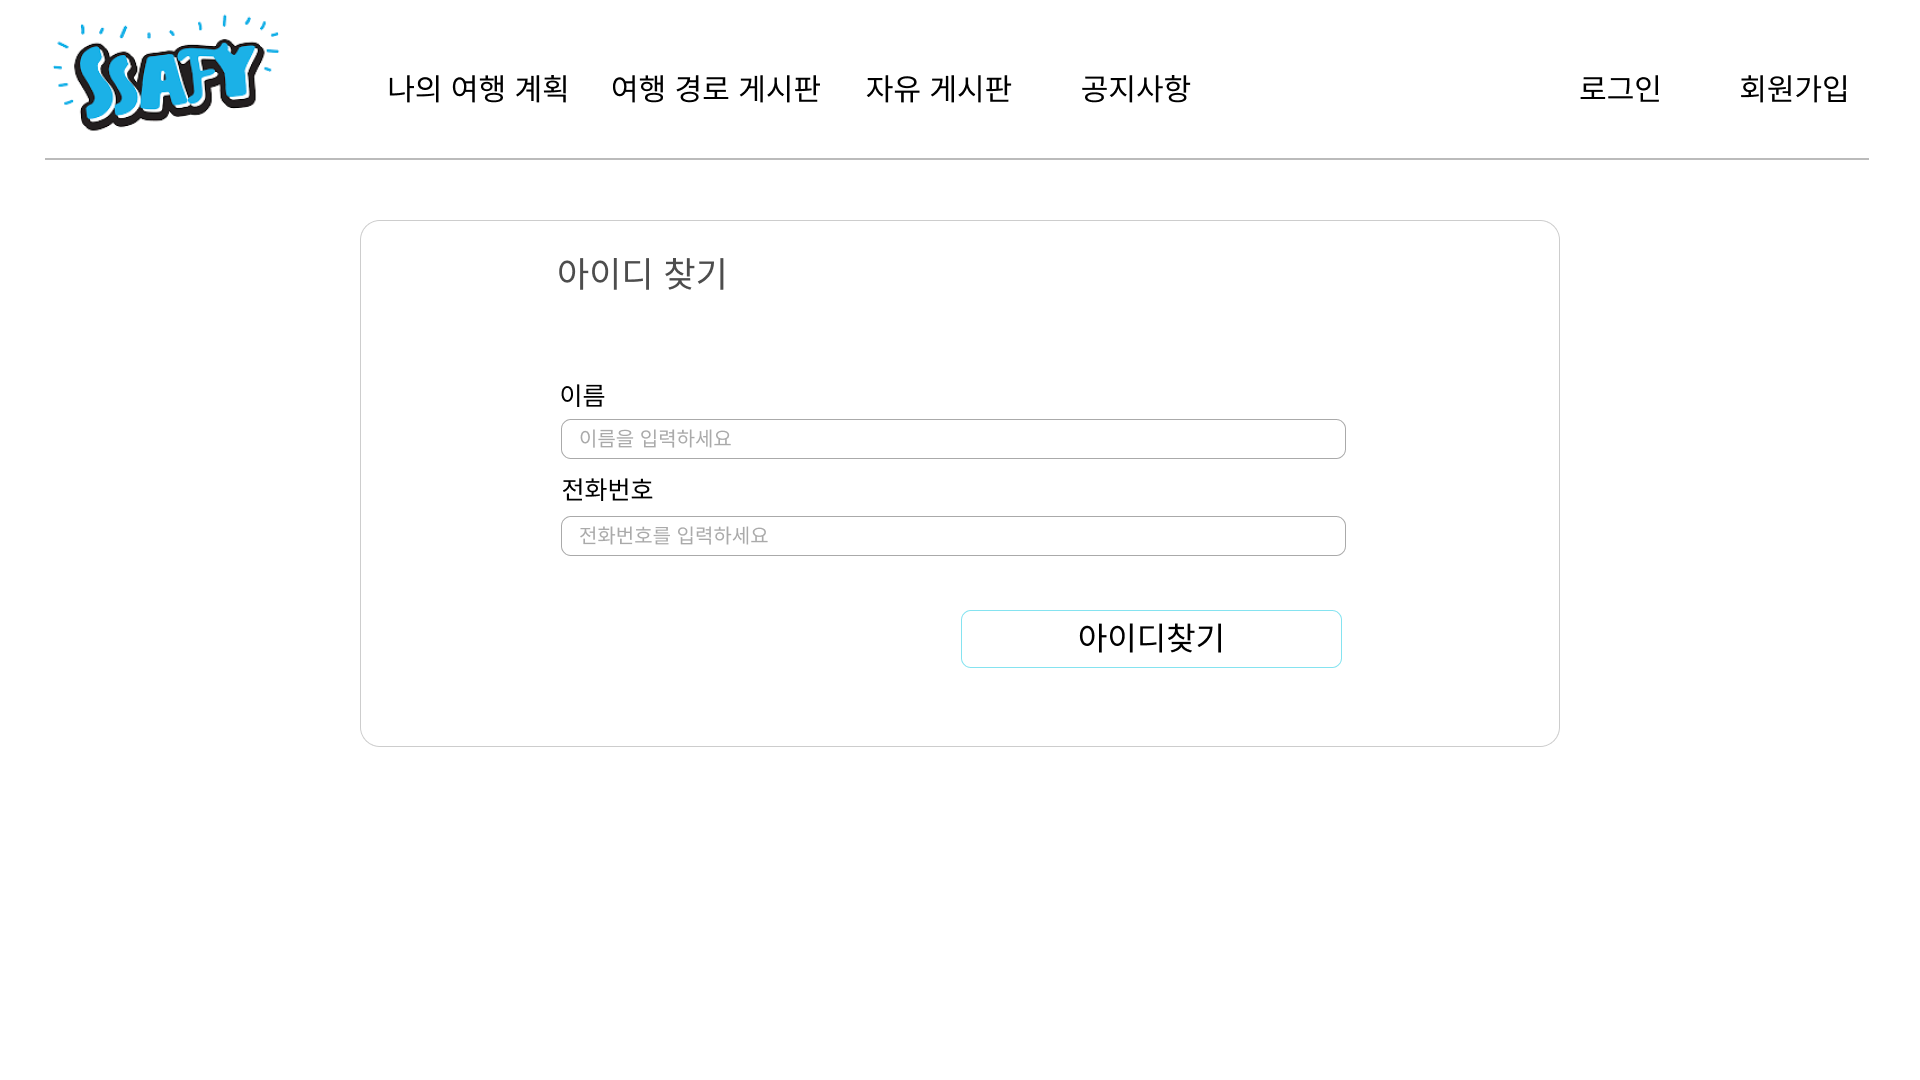 SSAFY
나의 여행 계획 여행 경로 게시판 자유 게시판 공지사항 로그인 회원가입
아이디 찾기
이름
이름을 입력하세요
전화번호
전화번호를 입력하세요
아이디찾기